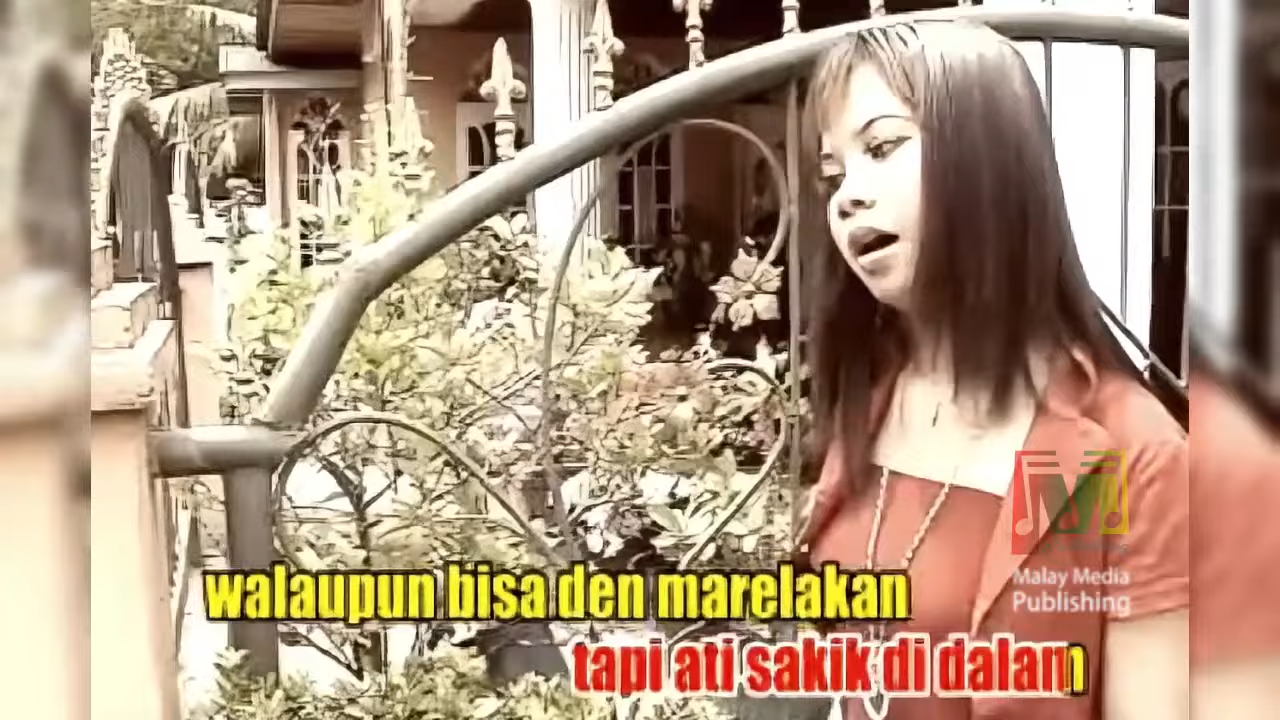 walaupun bisa den marelakan
tapi ati sakik di dalam
Malay Media
Publishing